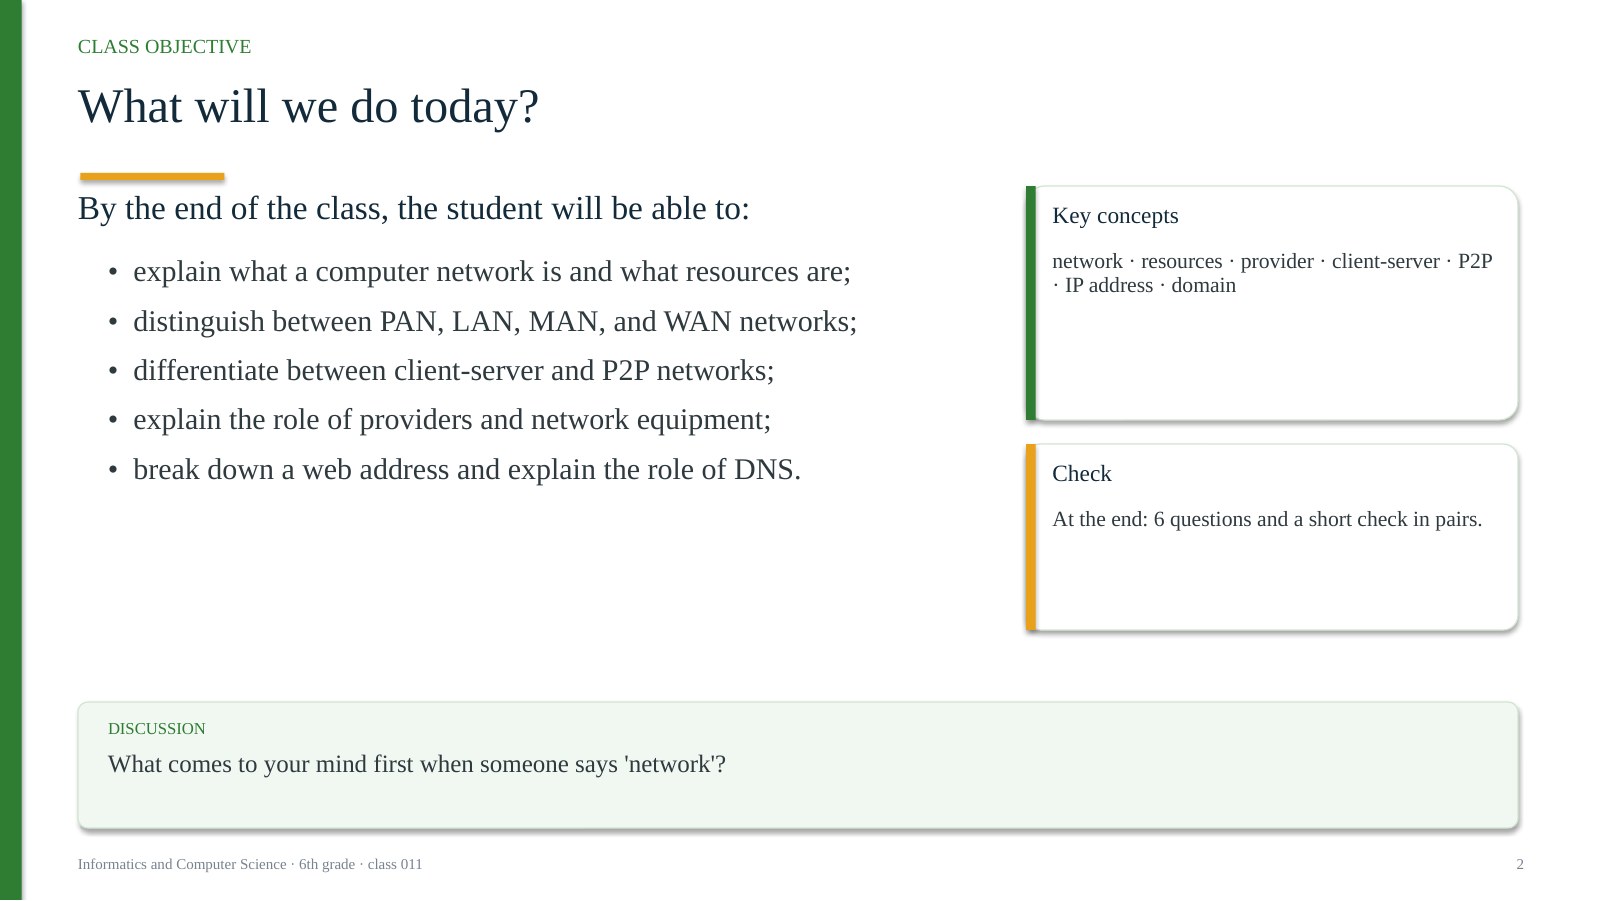 CLASS OBJECTIVE
What will we do today?
By the end of the class, the student will be able to:
• explain what a computer network is and what resources are;
• distinguish between PAN, LAN, MAN, and WAN networks;
• differentiate between client-server and P2P networks;
• explain the role of providers and network equipment;
• break down a web address and explain the role of DNS.
Key concepts
network · resources · provider · client-server · P2P
· IP address · domain
Check
At the end: 6 questions and a short check in pairs.
DISCUSSION
What comes to your mind first when someone says 'network'?
Informatics and Computer Science · 6th grade · class 011
2